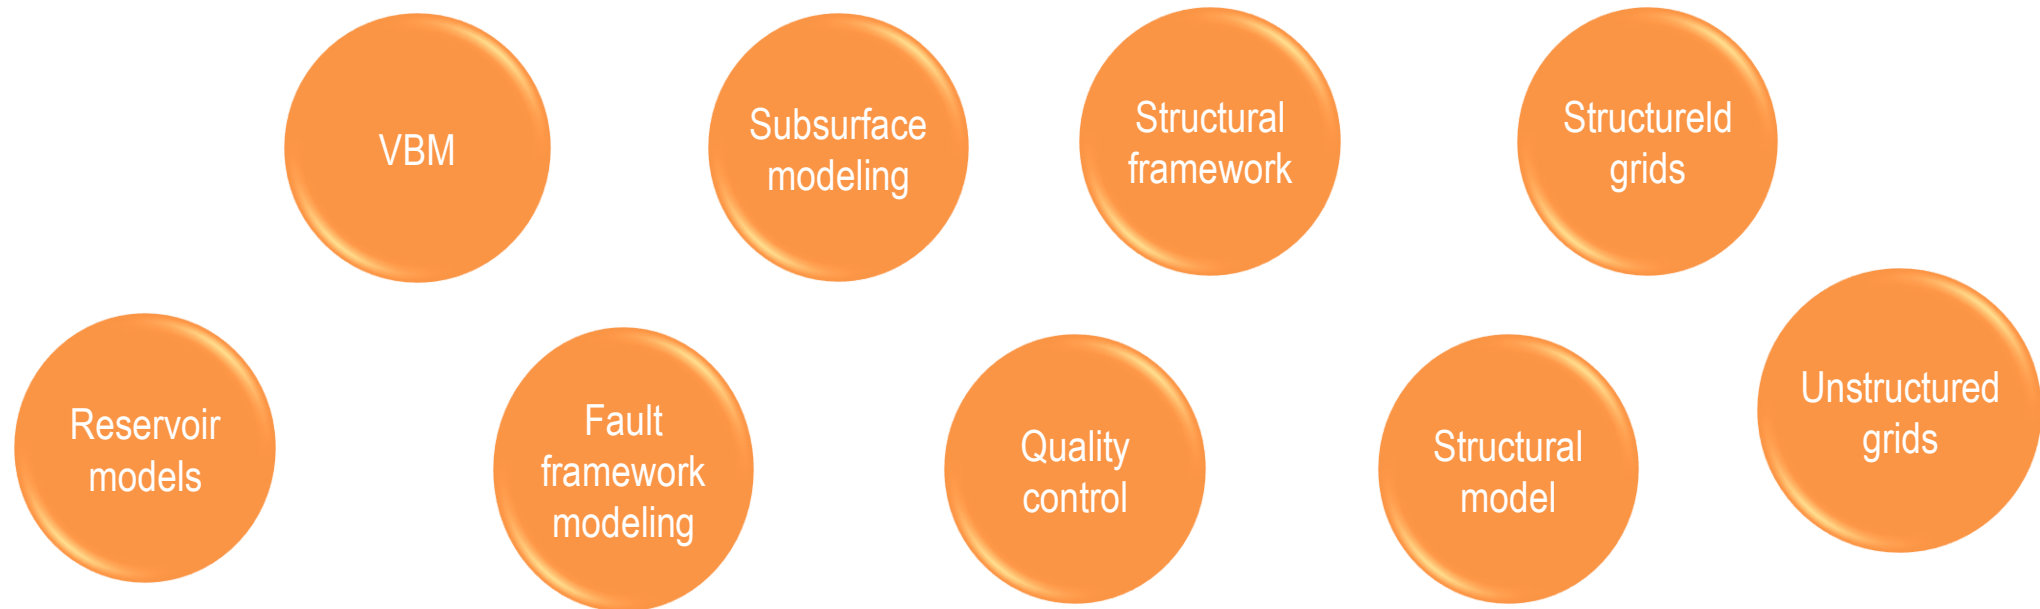 VBM
Subsurface
modeling
Structural
framework
Structureld
grids
Reservoir
models
Fault
framework
modeling
Quality
control
Structural
model
Unstructured
grids